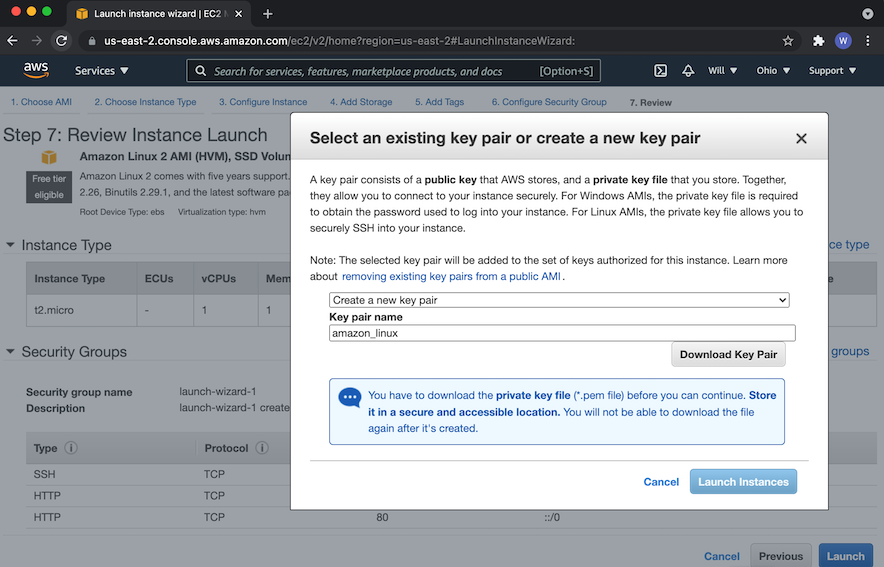 Launch instance wizard | EC2
us-east-2.console.aws.amazon.com/ec2/v2/home?region=us-east-2#LaunchInstanceWizard:
W
aws
Services
Search for services, features, marketplace products, and docs [Option+S]
Will
Ohio
Support
1. Choose AMI 2. Choose Instance Type 3. Configure Instance 4. Add Storage 5. Add Tags 6. Configure Security Group 7. Review
Step 7: Review Instance Launch
Amazon Linux 2 AMI (HVM), SSD Volum
Free tier
eligible
Amazon Linux 2 comes with five years support.
2.26, Binutils 2.29.1, and the latest software pa
Root Device Type: ebs Virtualization type: hvm
Instance Type
ce type
Instance Type ECUs vCPUs Mem
e
t2.micro - 1 1
Security Groups
groups
Security group name launch-wizard-1
Description launch-wizard-1 create
Type Protocol
SSH TCP
HTTP TCP
HTTP TCP 80 ::/0
Cancel Previous Launch
Select an existing key pair or create a new key pair
A key pair consists of a public key that AWS stores, and a private key file that you store. Together,
they allow you to connect to your instance securely. For Windows AMIs, the private key file is required
to obtain the password used to log into your instance. For Linux AMIs, the private key file allows you to
securely SSH into your instance.
Note: The selected key pair will be added to the set of keys authorized for this instance. Learn more
about removing existing key pairs from a public AMI.
Create a new key pair
Key pair name
amazon_linux
Download Key Pair
You have to download the private key file (*.pem file) before you can continue. Store
it in a secure and accessible location. You will not be able to download the file
again after it's created.
Cancel Launch Instances